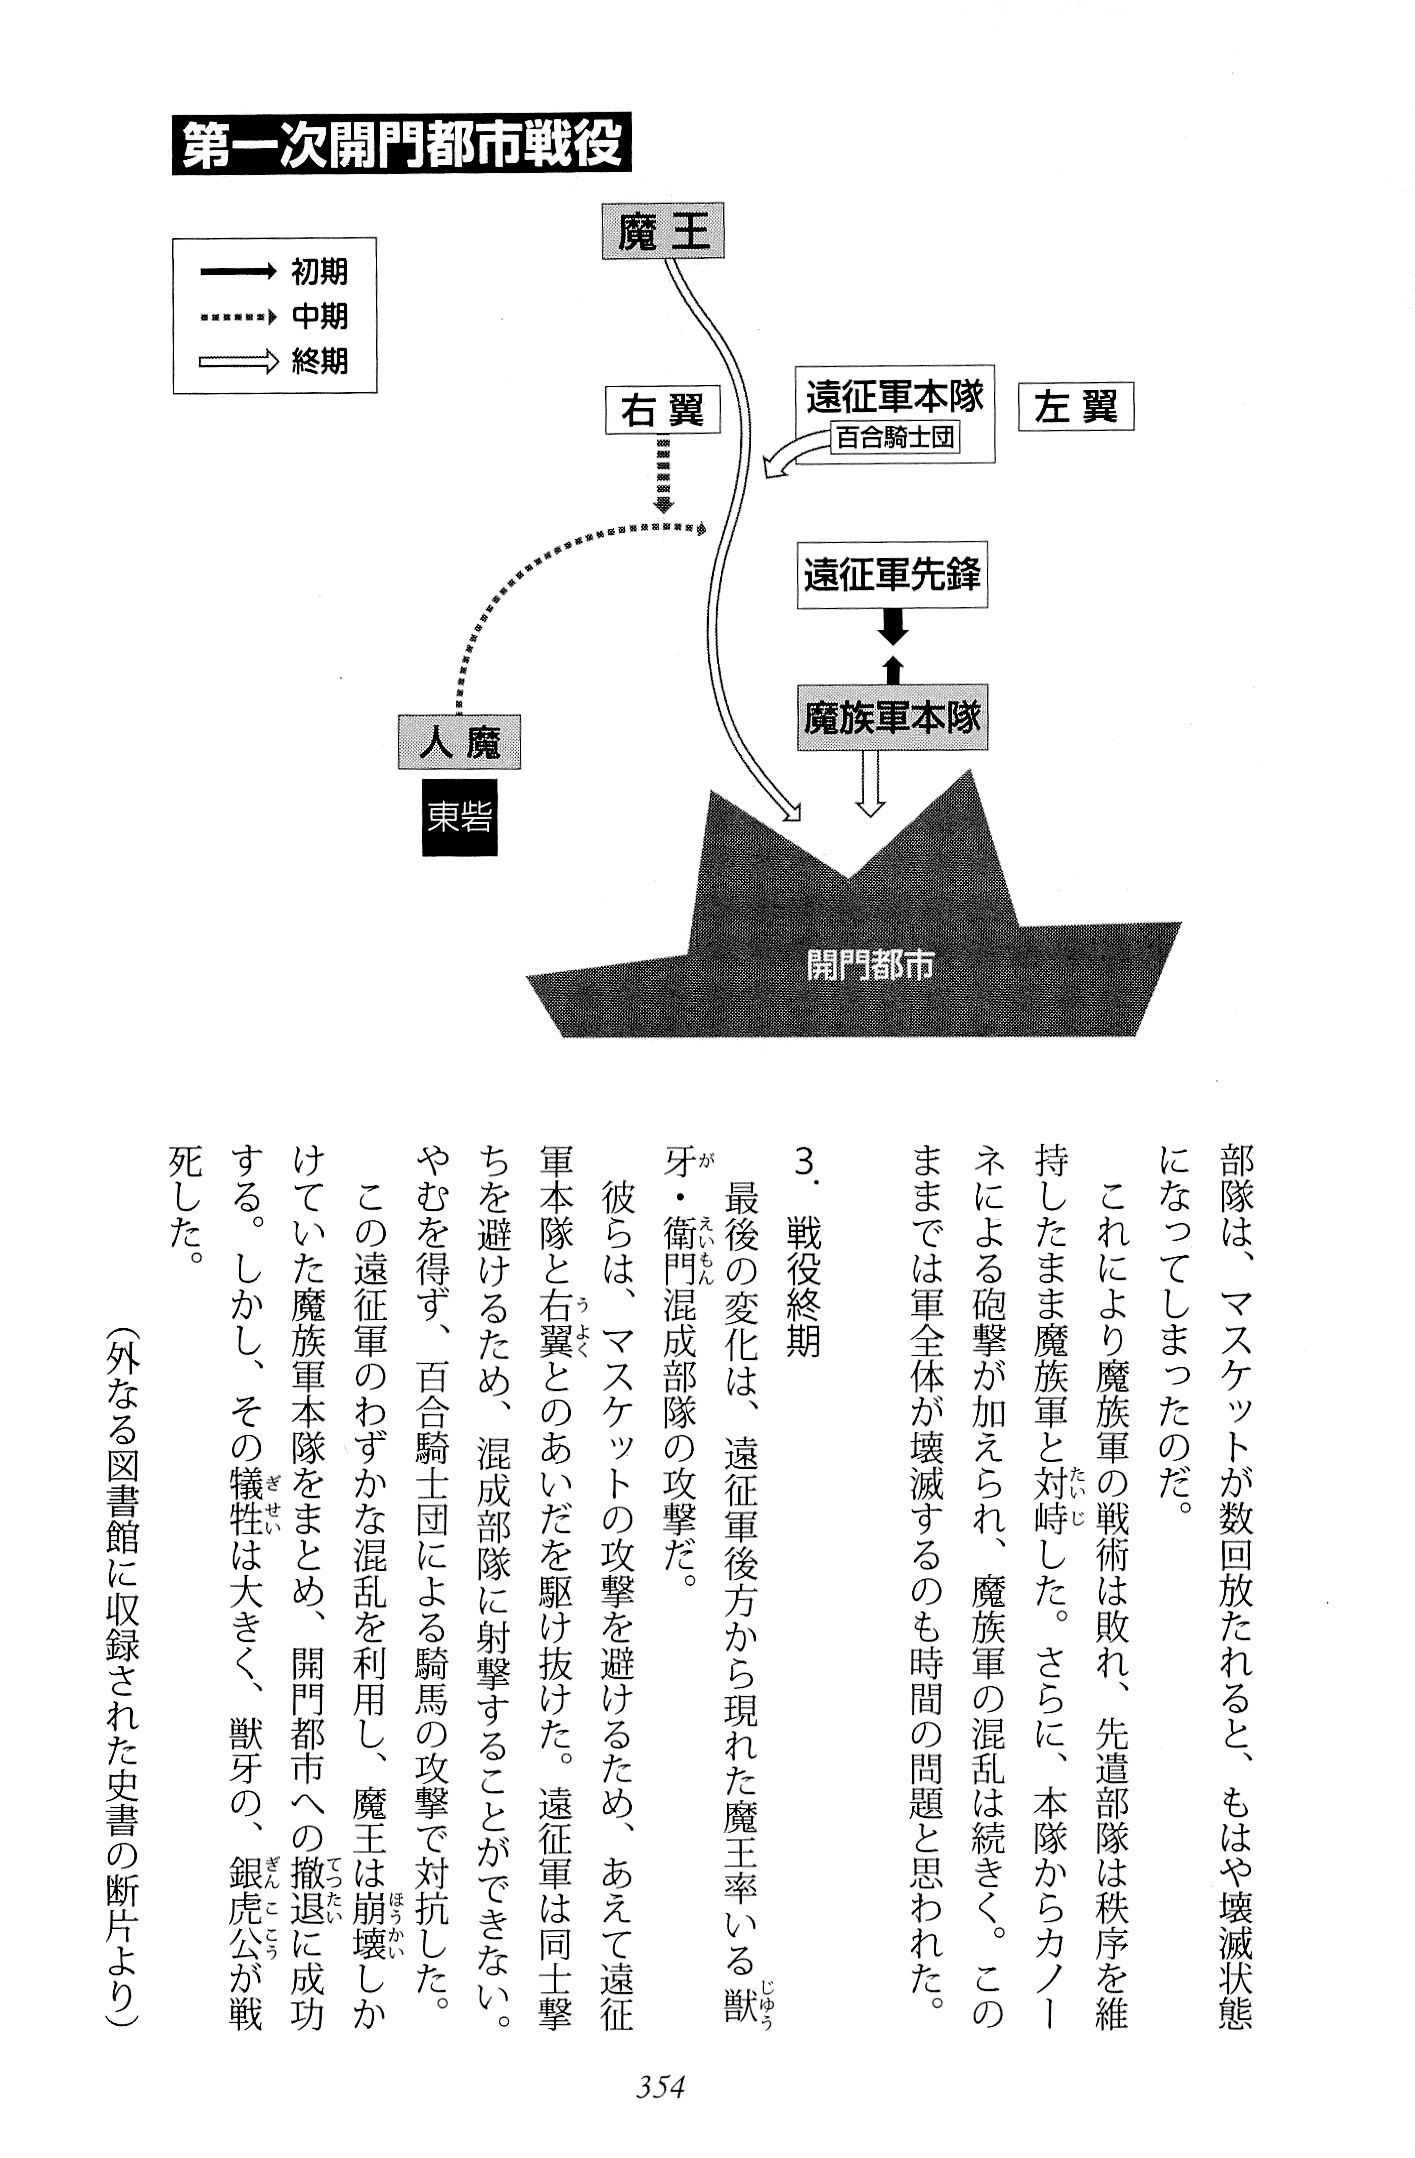 第一次開門都市戦役
初期
中期
終期
魔王
右翼
遠征軍本隊
百合騎士団
左翼
遠征軍先鋒
魔族軍本隊
人魔
東砦
開門都市
部隊は、マスケットが数回放たれると、もはや壊滅状態
になってしまったのだ。
これにより魔族軍の戦術は敗れ、先遣部隊は秩序を維
持したまま魔族軍と対峙した。さらに、本隊からカノー
ネによる砲撃が加えられ、魔族軍の混乱は続きく。この
ままでは軍全体が壊滅するのも時間の問題と思われた。
3．戦役終期
最後の変化は、遠征軍後方から現れた魔王率いる獣
牙・衛門混成部隊の攻撃だ。
彼らは、マスケットの攻撃を避けるため、あえて遠征
軍本隊と右翼とのあいだを駆け抜けた。遠征軍は同士撃
ちを避けるため、混成部隊に射撃することができない。
やむを得ず、百合騎士団による騎馬の攻撃で対抗した。
この遠征軍のわずかな混乱を利用し、魔王は崩壊しか
けていた魔族軍本隊をまとめ、開門都市への撤退に成功
する。しかし、その犠牲は大きく、獣牙の、銀虎公が戦
死した。
（外なる図書館に収録された史書の断片より）
354